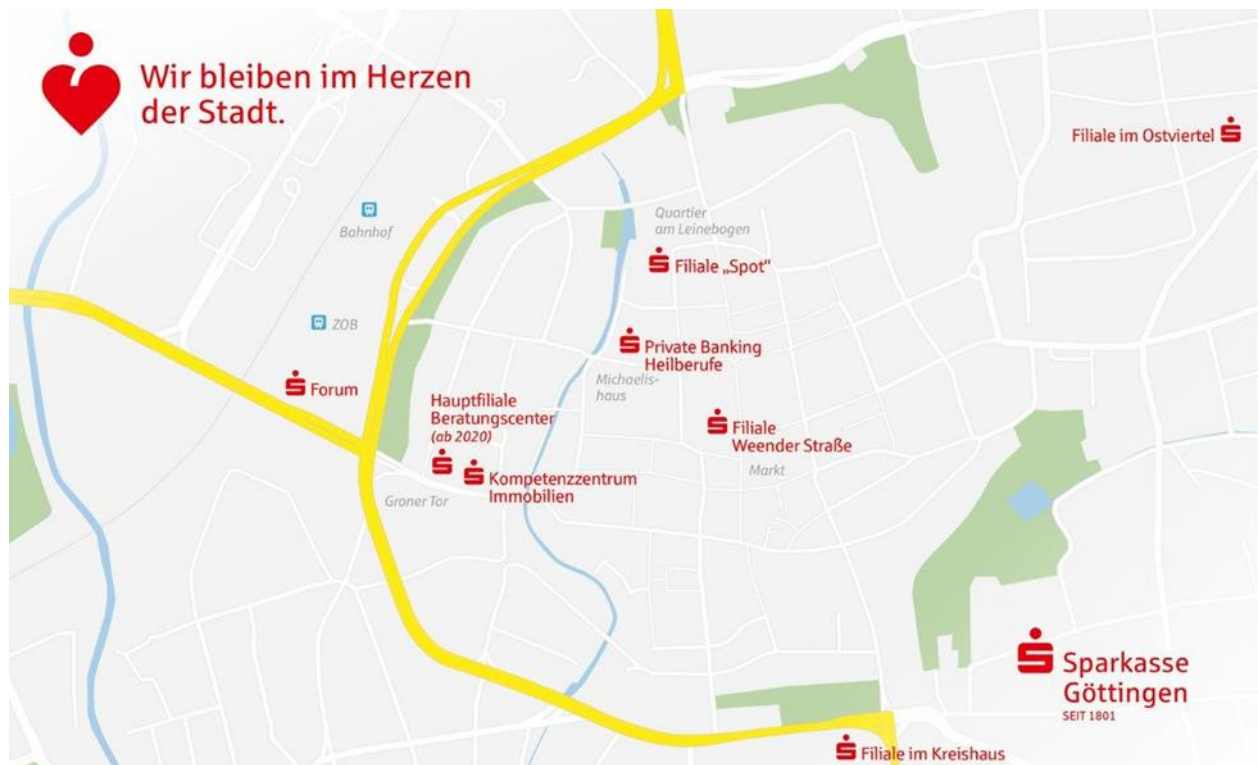 Wir bleiben im Herzen
der Stadt.
Filiale im Ostviertel
Bahnhof
Quartier
am Leinebogen
Filiale „Spot“
ZOB
Private Banking
Heilberufe
Michaelis-
haus
Forum
Hauptfiliale
Beratungscenter
(ab 2020)
Filiale
Weender Straße
Markt
Kompetenzzentrum
Immobilien
Groner Tor
Sparkasse
Göttingen
SEIT 1801
Filiale im Kreishaus